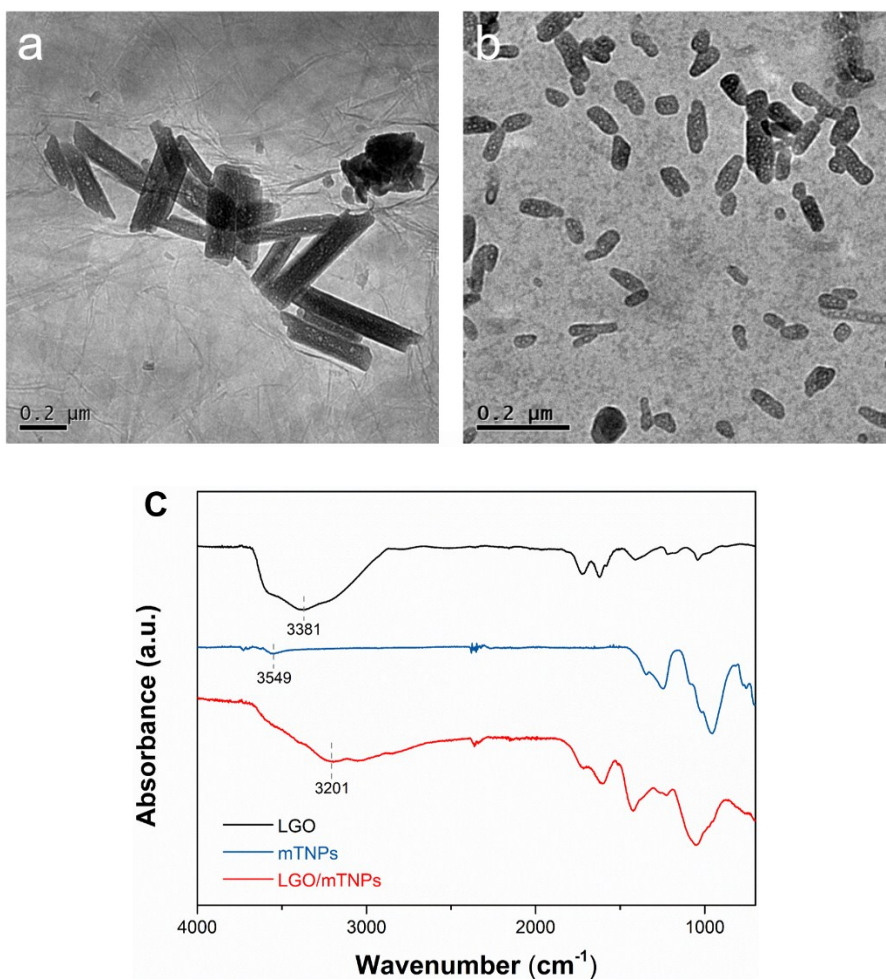 a
b
0.2 μm
0.2 μm
C
3381
3549
3201
LGO
mTNPs
LGO/mTNPs
Absorbance (a.u.)
4000
3000
2000
1000
Wavenumber (cm⁻¹)